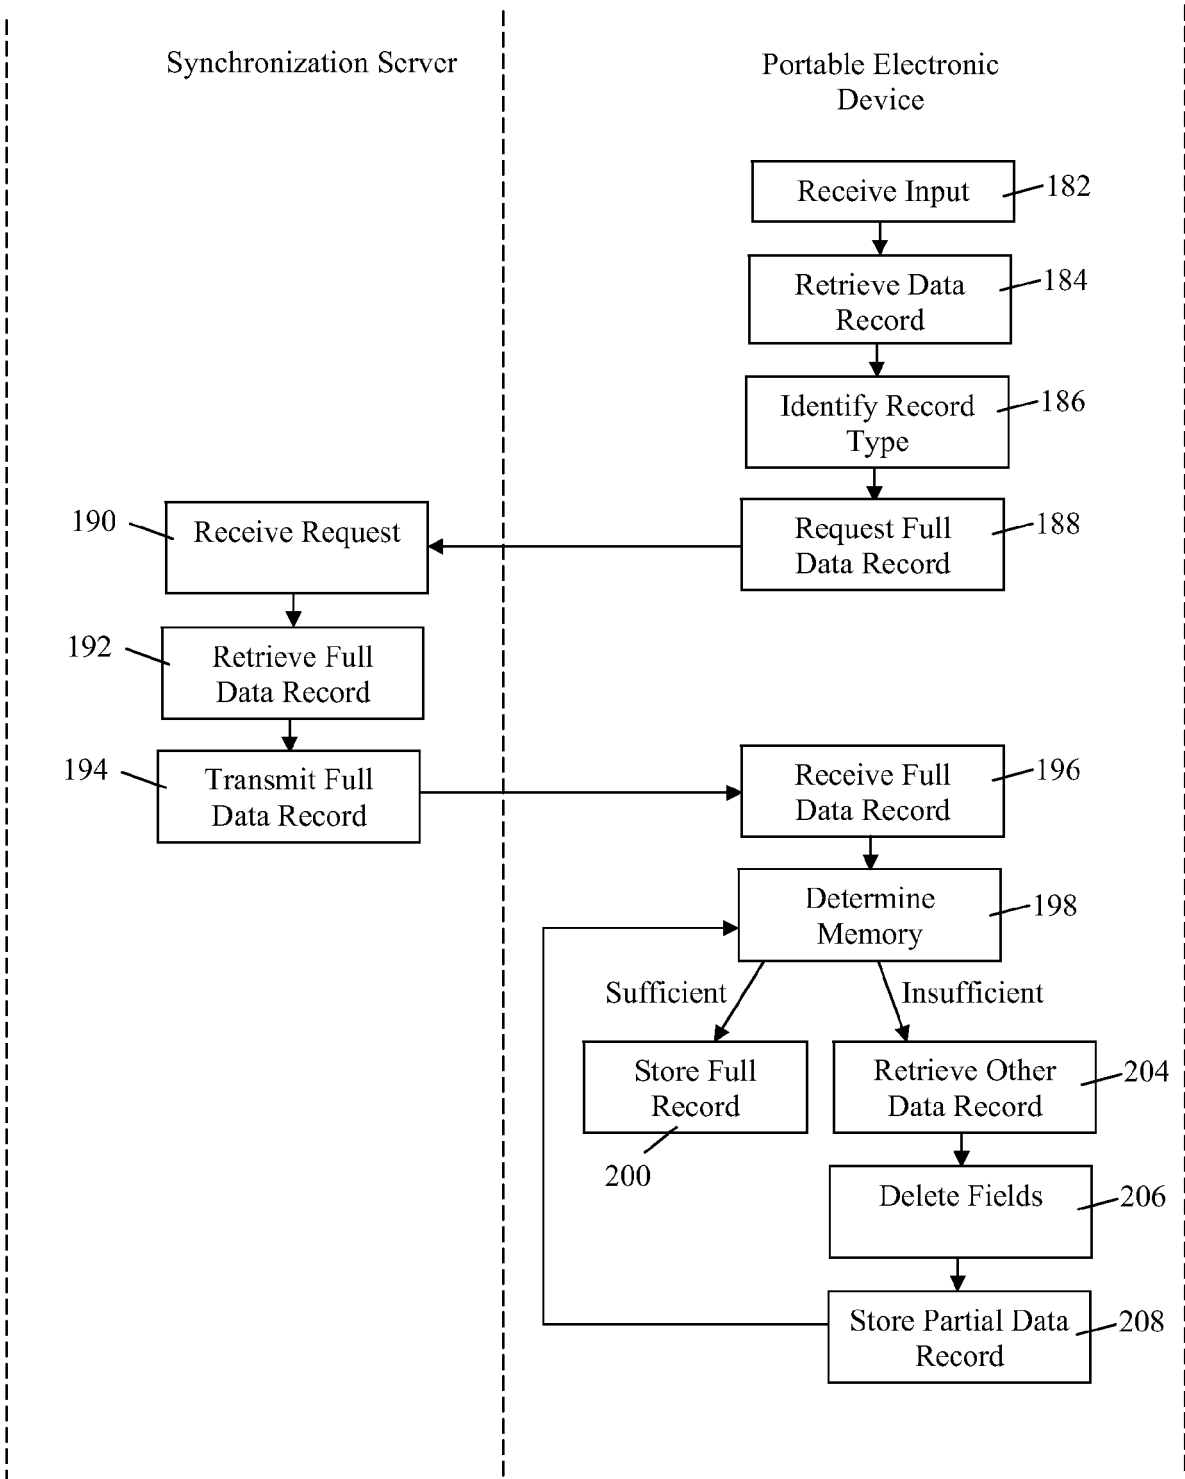 Synchronization Server
Portable Electronic
Device
Receive Input
182
Retrieve Data
Record
184
Identify Record
Type
186
190
Receive Request
Request Full
Data Record
188
192
Retrieve Full
Data Record
194
Transmit Full
Data Record
Receive Full
Data Record
196
Determine
Memory
198
Sufficient
Insufficient
Store Full
Record
200
Retrieve Other
Data Record
204
Delete Fields
206
Store Partial Data
Record
208